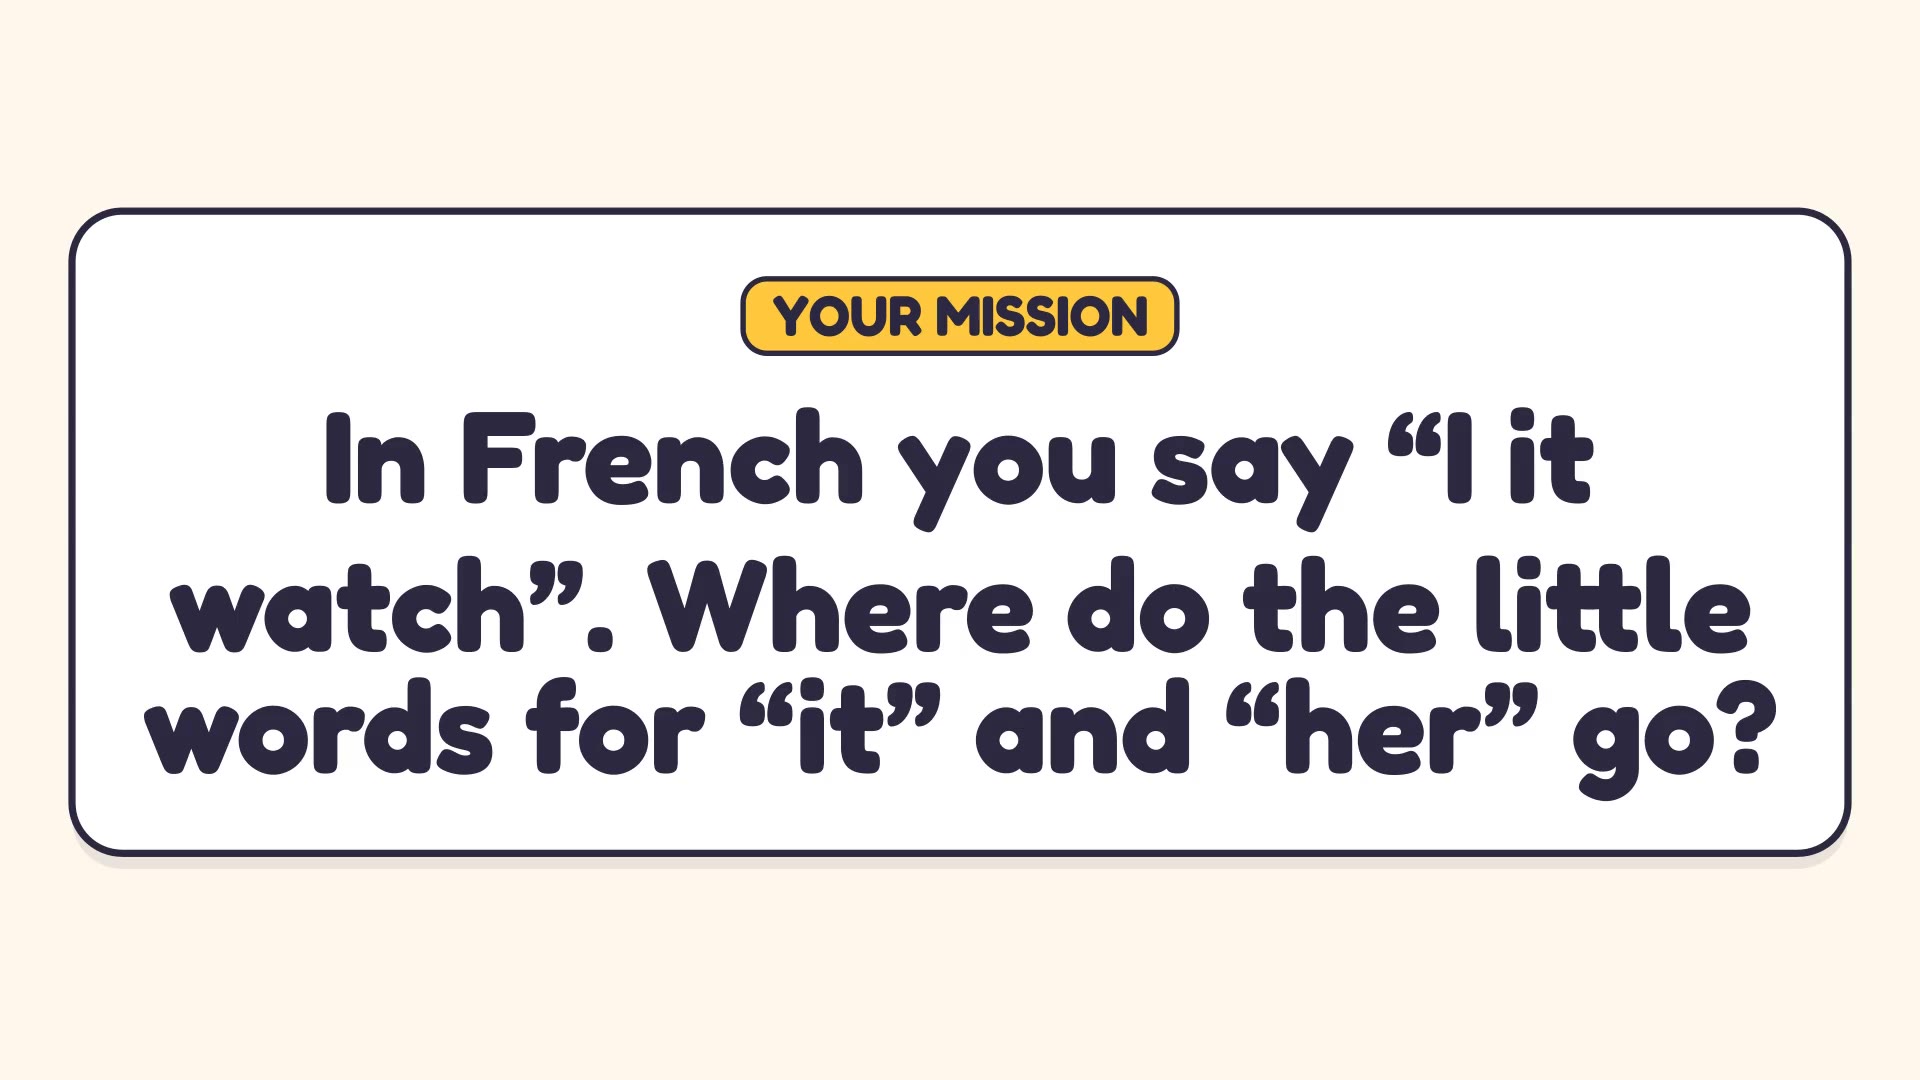 YOUR MISSION
In French you say “I it
watch”. Where do the little
words for “it” and “her” go?